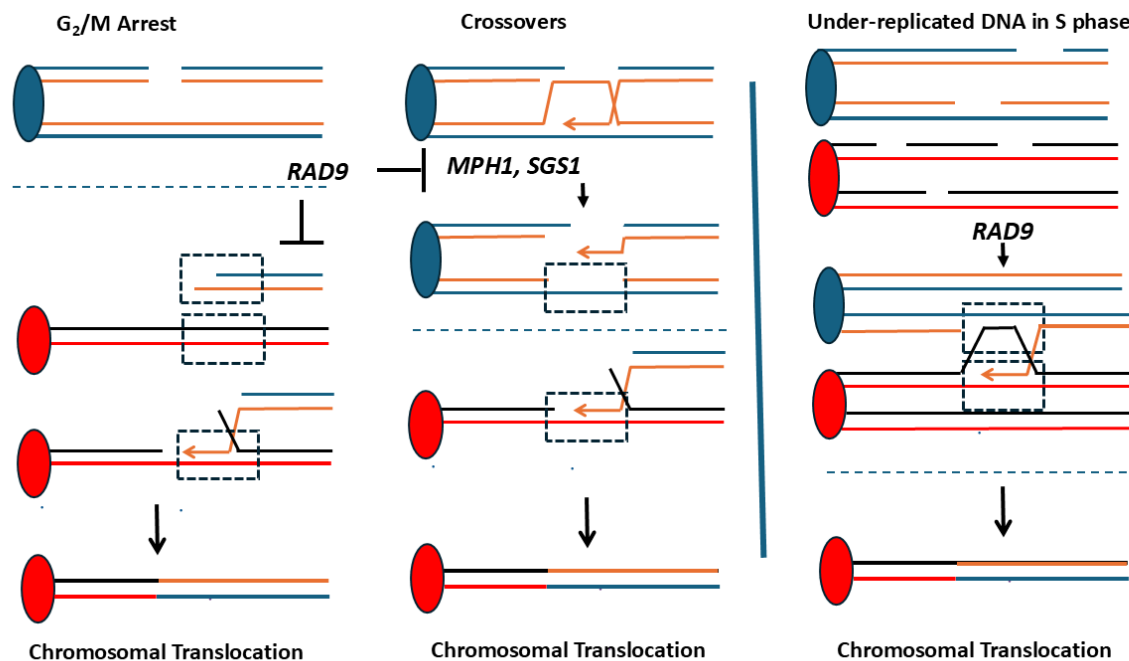 G₂/M Arrest
Crossovers
Under-replicated DNA in S phase
RAD9
MPH1, SGS1
RAD9
Chromosomal Translocation
Chromosomal Translocation
Chromosomal Translocation